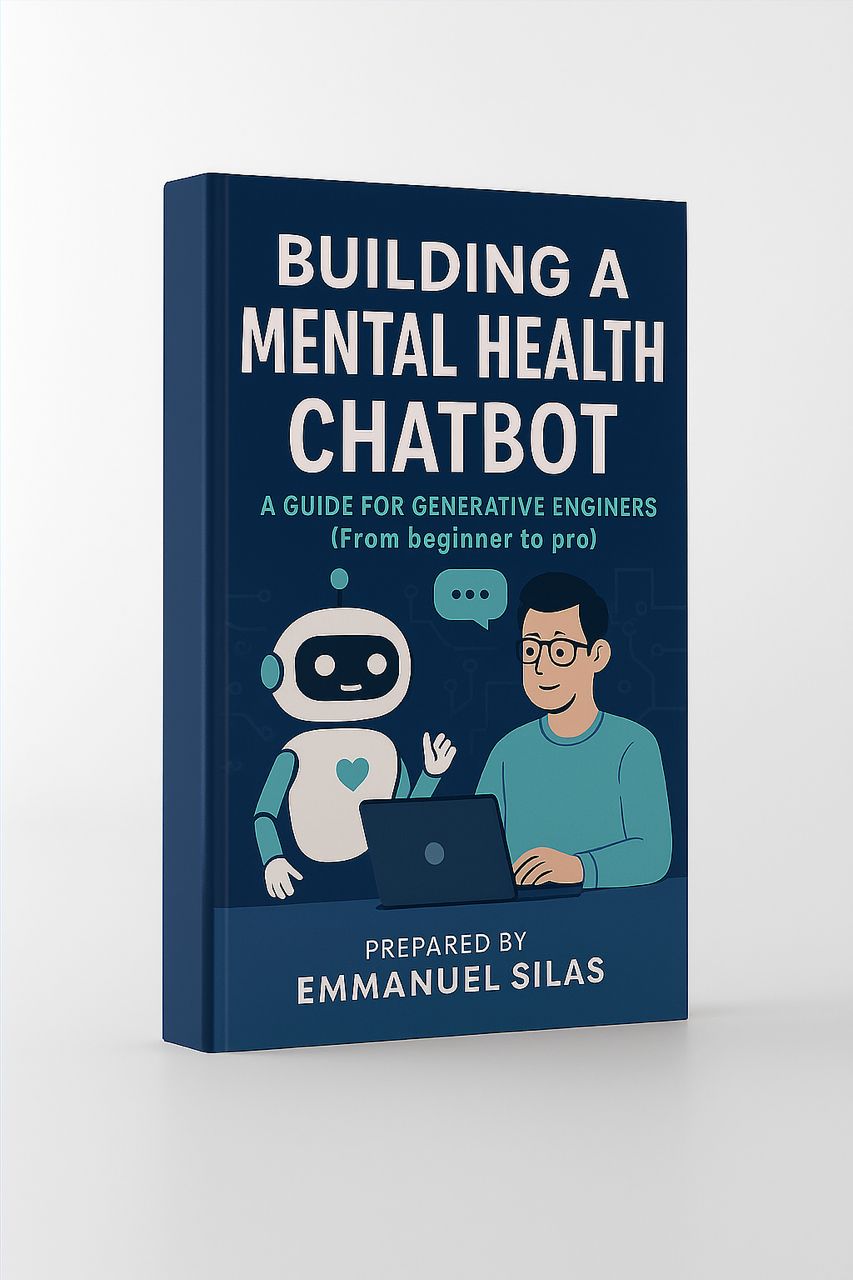 BUILDING A
MENTAL HEALTH
CHATBOT
A GUIDE FOR GENERATIVE ENGINERS
(From beginner to pro)
PREPARED BY
EMMANUEL SILAS